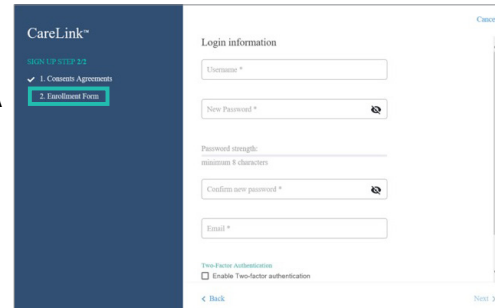 Cance
CareLink™
Login information
SIGN UP STEP 2/2
1. Consents Agreements
2. Enrollment Form
Username *
New Password *
Password strength:
minimum 8 characters
Confirm new password *
Email *
Two-Factor Authentication
Enable Two-factor authentication
Back
Next